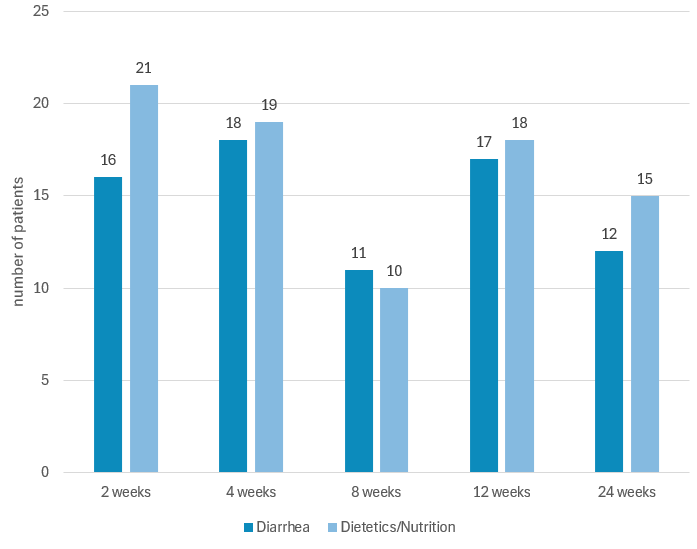 25
20
15
10
5
0
number of patients
16
21
18
19
11
10
17
18
12
15
2 weeks
4 weeks
8 weeks
12 weeks
24 weeks
Diarrhea
Dietetics/Nutrition